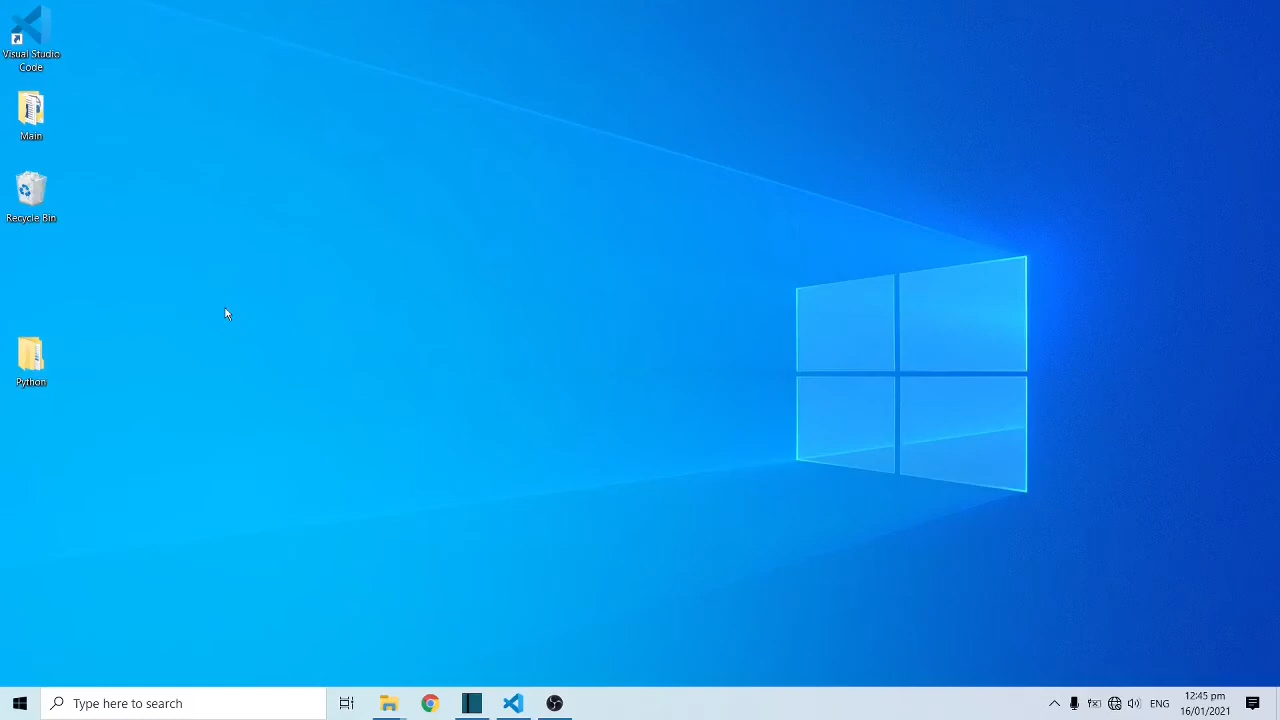 Visual Studio
Code
Main
Recycle Bin
Python
Type here to search
ENG
12:45 pm
16/01/2021